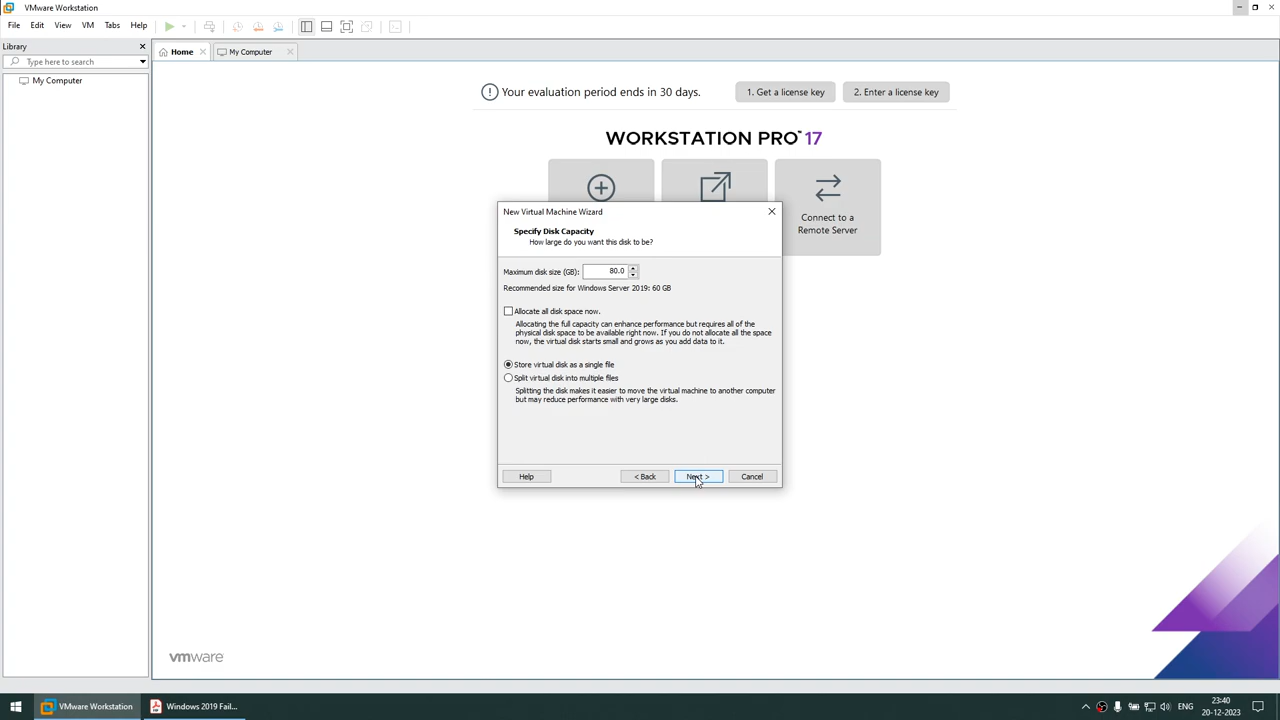 VMware Workstation
File Edit View VM Tabs Help
Library
Type here to search
My Computer
Home
My Computer
Your evaluation period ends in 30 days.
1. Get a license key
2. Enter a license key
WORKSTATION PRO™ 17
Connect to a
Remote Server
New Virtual Machine Wizard
Specify Disk Capacity
How large do you want this disk to be?
Maximum disk size (GB): 80.0
Recommended size for Windows Server 2019: 60 GB
Allocate all disk space now.
Allocating the full capacity can enhance performance but requires all of the
physical disk space to be available right now. If you do not allocate all the space
now, the virtual disk starts small and grows as you add data to it.
Store virtual disk as a single file
Split virtual disk into multiple files
Splitting the disk makes it easier to move the virtual machine to another computer
but may reduce performance with very large disks.
Help
< Back
Next >
Cancel
vmware
VMware Workstation
Windows 2019 Fail...
ENG
23:40
20-12-2023